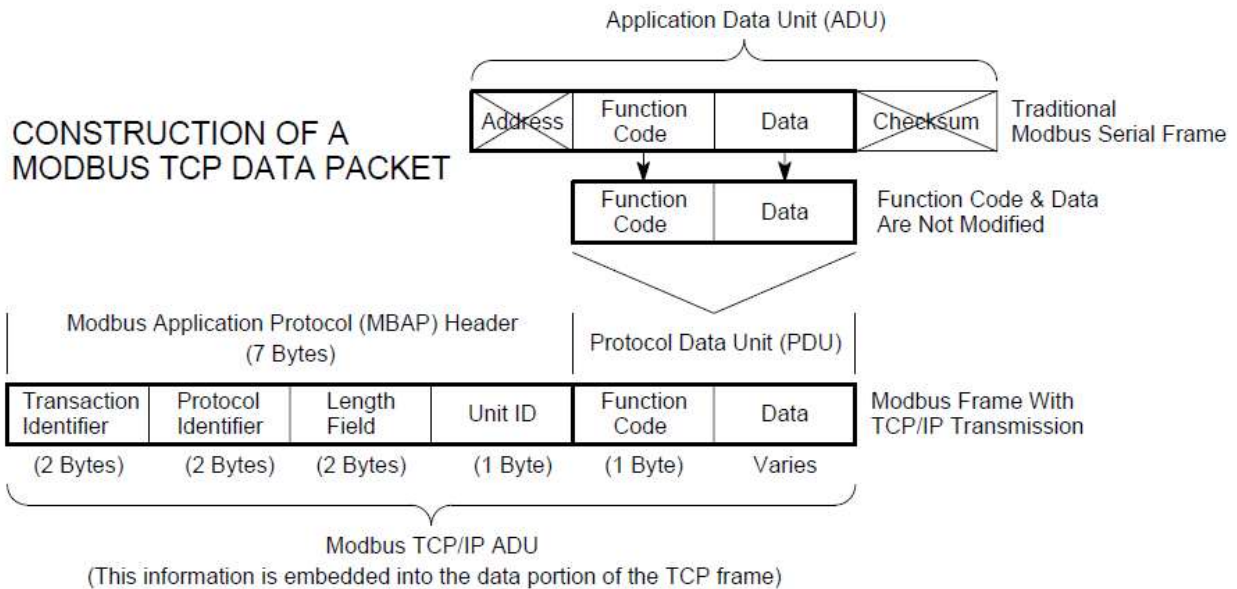 Application Data Unit (ADU)
CONSTRUCTION OF A
MODBUS TCP DATA PACKET
Address
Function
Code
Data
Checksum
Traditional
Modbus Serial Frame
Function
Code
Data
Function Code & Data
Are Not Modified
Modbus Application Protocol (MBAP) Header
(7 Bytes)
Protocol Data Unit (PDU)
Transaction
Identifier
Protocol
Identifier
Length
Field
Unit ID
Function
Code
Data
Modbus Frame With
TCP/IP Transmission
(2 Bytes)
(2 Bytes)
(2 Bytes)
(1 Byte)
(1 Byte)
Varies
Modbus TCP/IP ADU
(This information is embedded into the data portion of the TCP frame)